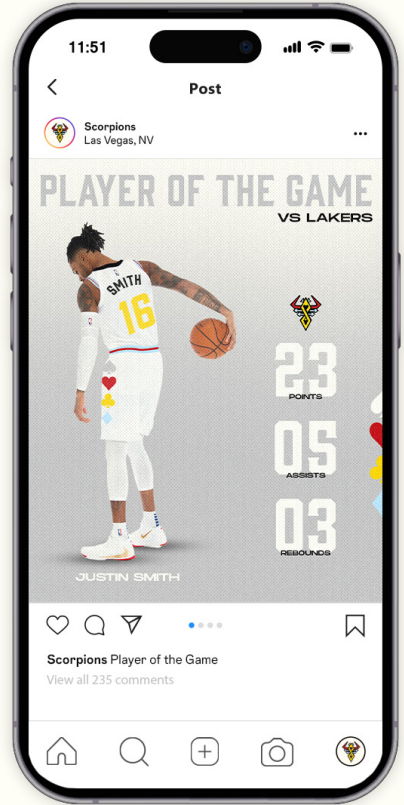 11:51
Post
Scorpions
Las Vegas, NV
PLAYER OF THE GAME
VS LAKERS
SMITH
16
23
POINTS
05
ASSISTS
03
REBOUNDS
JUSTIN SMITH
Scorpions Player of the Game
View all 235 comments